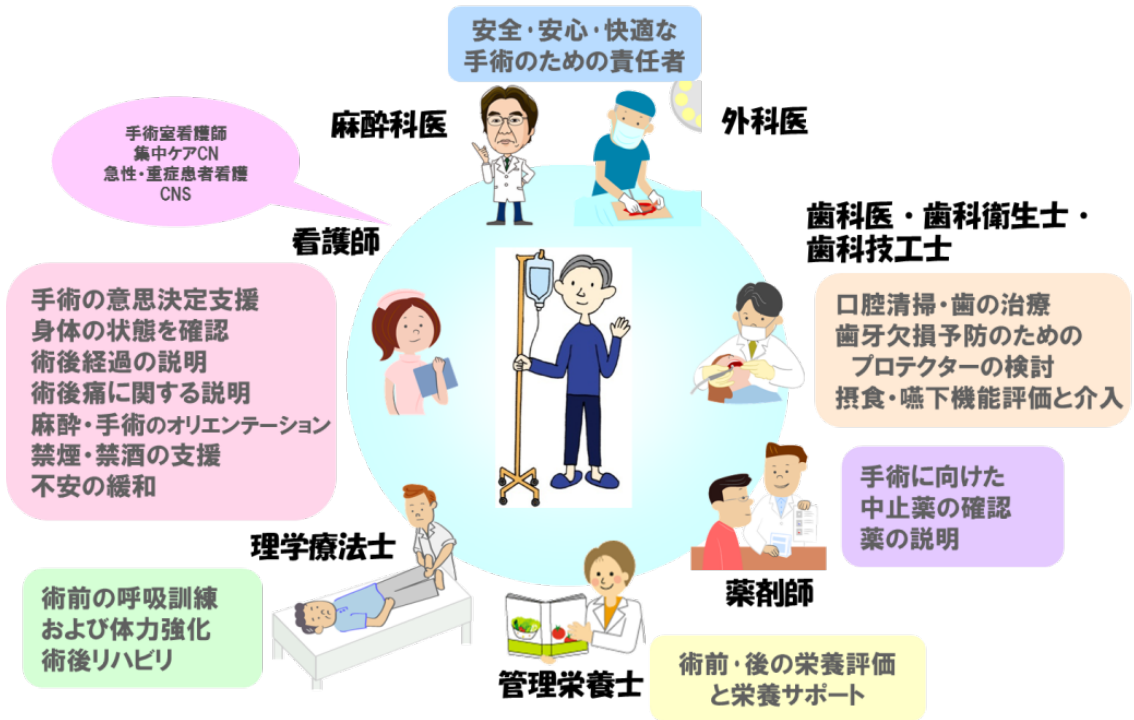 安全・安心・快適な
手術のための責任者
麻酔科医
外科医
手術室看護師
集中ケアCN
急性・重症患者看護
CNS
看護師
手術の意思決定支援
身体の状態を確認
術後経過の説明
術後痛に関する説明
麻酔・手術のオリエンテーション
禁煙・禁酒の支援
不安の緩和
歯科医・歯科衛生士・
歯科技工士
口腔清掃・歯の治療
歯牙欠損予防のための
プロテクターの検討
摂食・嚥下機能評価と介入
手術に向けた
中止薬の確認
薬の説明
薬剤師
理学療法士
術前の呼吸訓練
および体力強化
術後リハビリ
管理栄養士
術前・後の栄養評価
と栄養サポート